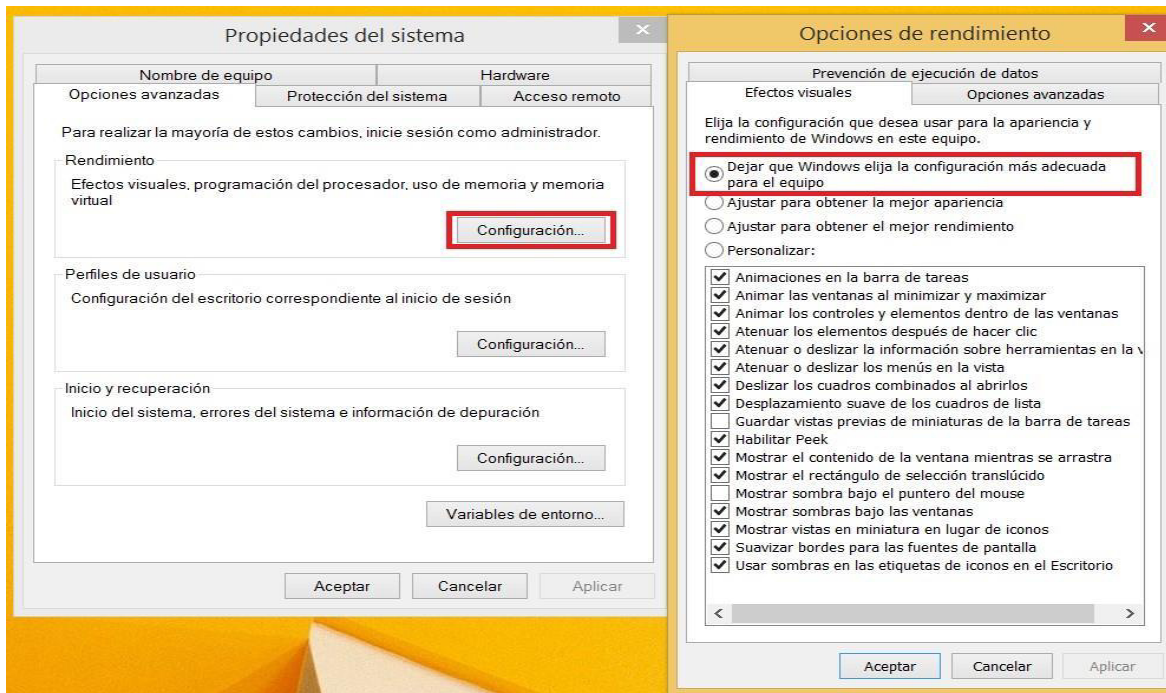 Propiedades del sistema
Nombre de equipo
Hardware
Opciones avanzadas
Protección del sistema
Acceso remoto
Para realizar la mayoría de estos cambios, inicie sesión como administrador.
Rendimiento
Efectos visuales, programación del procesador, uso de memoria y memoria
virtual
Configuración...
Perfiles de usuario
Configuración del escritorio correspondiente al inicio de sesión
Configuración...
Inicio y recuperación
Inicio del sistema, errores del sistema e información de depuración
Configuración...
Variables de entorno...
Aceptar
Cancelar
Aplicar
Opciones de rendimiento
Prevención de ejecución de datos
Efectos visuales
Opciones avanzadas
Elija la configuración que desea usar para la apariencia y
rendimiento de Windows en este equipo.
Dejar que Windows elija la configuración más adecuada
para el equipo
Ajustar para obtener la mejor apariencia
Ajustar para obtener el mejor rendimiento
Personalizar:
Animaciones en la barra de tareas
Animar las ventanas al minimizar y maximizar
Animar los controles y elementos dentro de las ventanas
Atenuar los elementos después de hacer clic
Atenuar o deslizar la información sobre herramientas en la
Atenuar o deslizar los menús en la vista
Deslizar los cuadros combinados al abrirlos
Desplazamiento suave de los cuadros de lista
Guardar vistas previas de miniaturas de la barra de tareas
Habilitar Peek
Mostrar el contenido de la ventana mientras se arrastra
Mostrar el rectángulo de selección translúcido
Mostrar sombra bajo el puntero del mouse
Mostrar sombras bajo las ventanas
Mostrar vistas en miniatura en lugar de iconos
Suavizar bordes para las fuentes de pantalla
Usar sombras en las etiquetas de iconos en el Escritorio
Aceptar
Cancelar
Aplicar